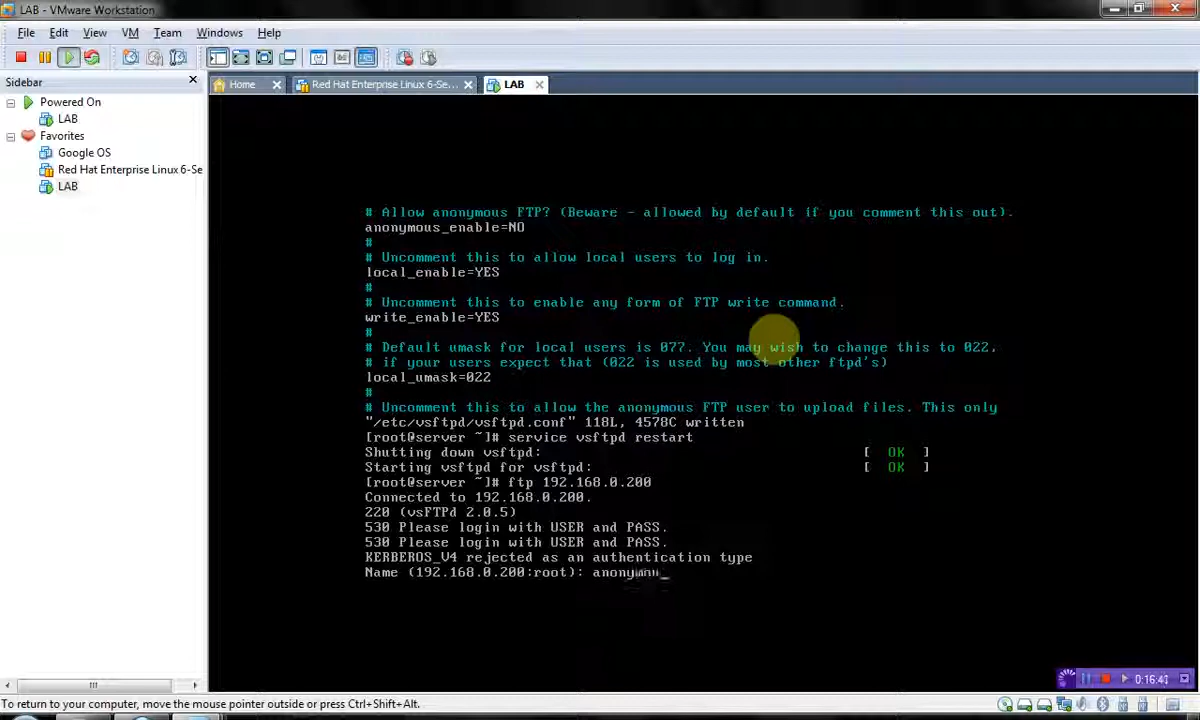 LAB - VMware Workstation
File Edit View VM Team Windows Help
Sidebar
Home
Red Hat Enterprise Linux 6-Se...
LAB
Powered On
LAB
Favorites
Google OS
Red Hat Enterprise Linux 6-Se
LAB
# Allow anonymous FTP? (Beware - allowed by default if you comment this out).
anonymous_enable=NO
#
# Uncomment this to allow local users to log in.
local_enable=YES
#
# Uncomment this to enable any form of FTP write command.
write_enable=YES
#
# Default umask for local users is 077. You may wish to change this to 022,
# if your users expect that (022 is used by most other ftpd's)
local_umask=022
#
# Uncomment this to allow the anonymous FTP user to upload files. This only
"/etc/vsftpd/vsftpd.conf" 118L, 4578C written
[root@server ~]# service vsftpd restart
Shutting down vsftpd: [ OK ]
Starting vsftpd for vsftpd: [ OK ]
[root@server ~]# ftp 192.168.0.200
Connected to 192.168.0.200.
220 (vsFTPd 2.0.5)
530 Please login with USER and PASS.
530 Please login with USER and PASS.
KERBEROS_V4 rejected as an authentication type
Name (192.168.0.200:root): anonymou_
0:16:41
To return to your computer, move the mouse pointer outside or press Ctrl+Shift+Alt.